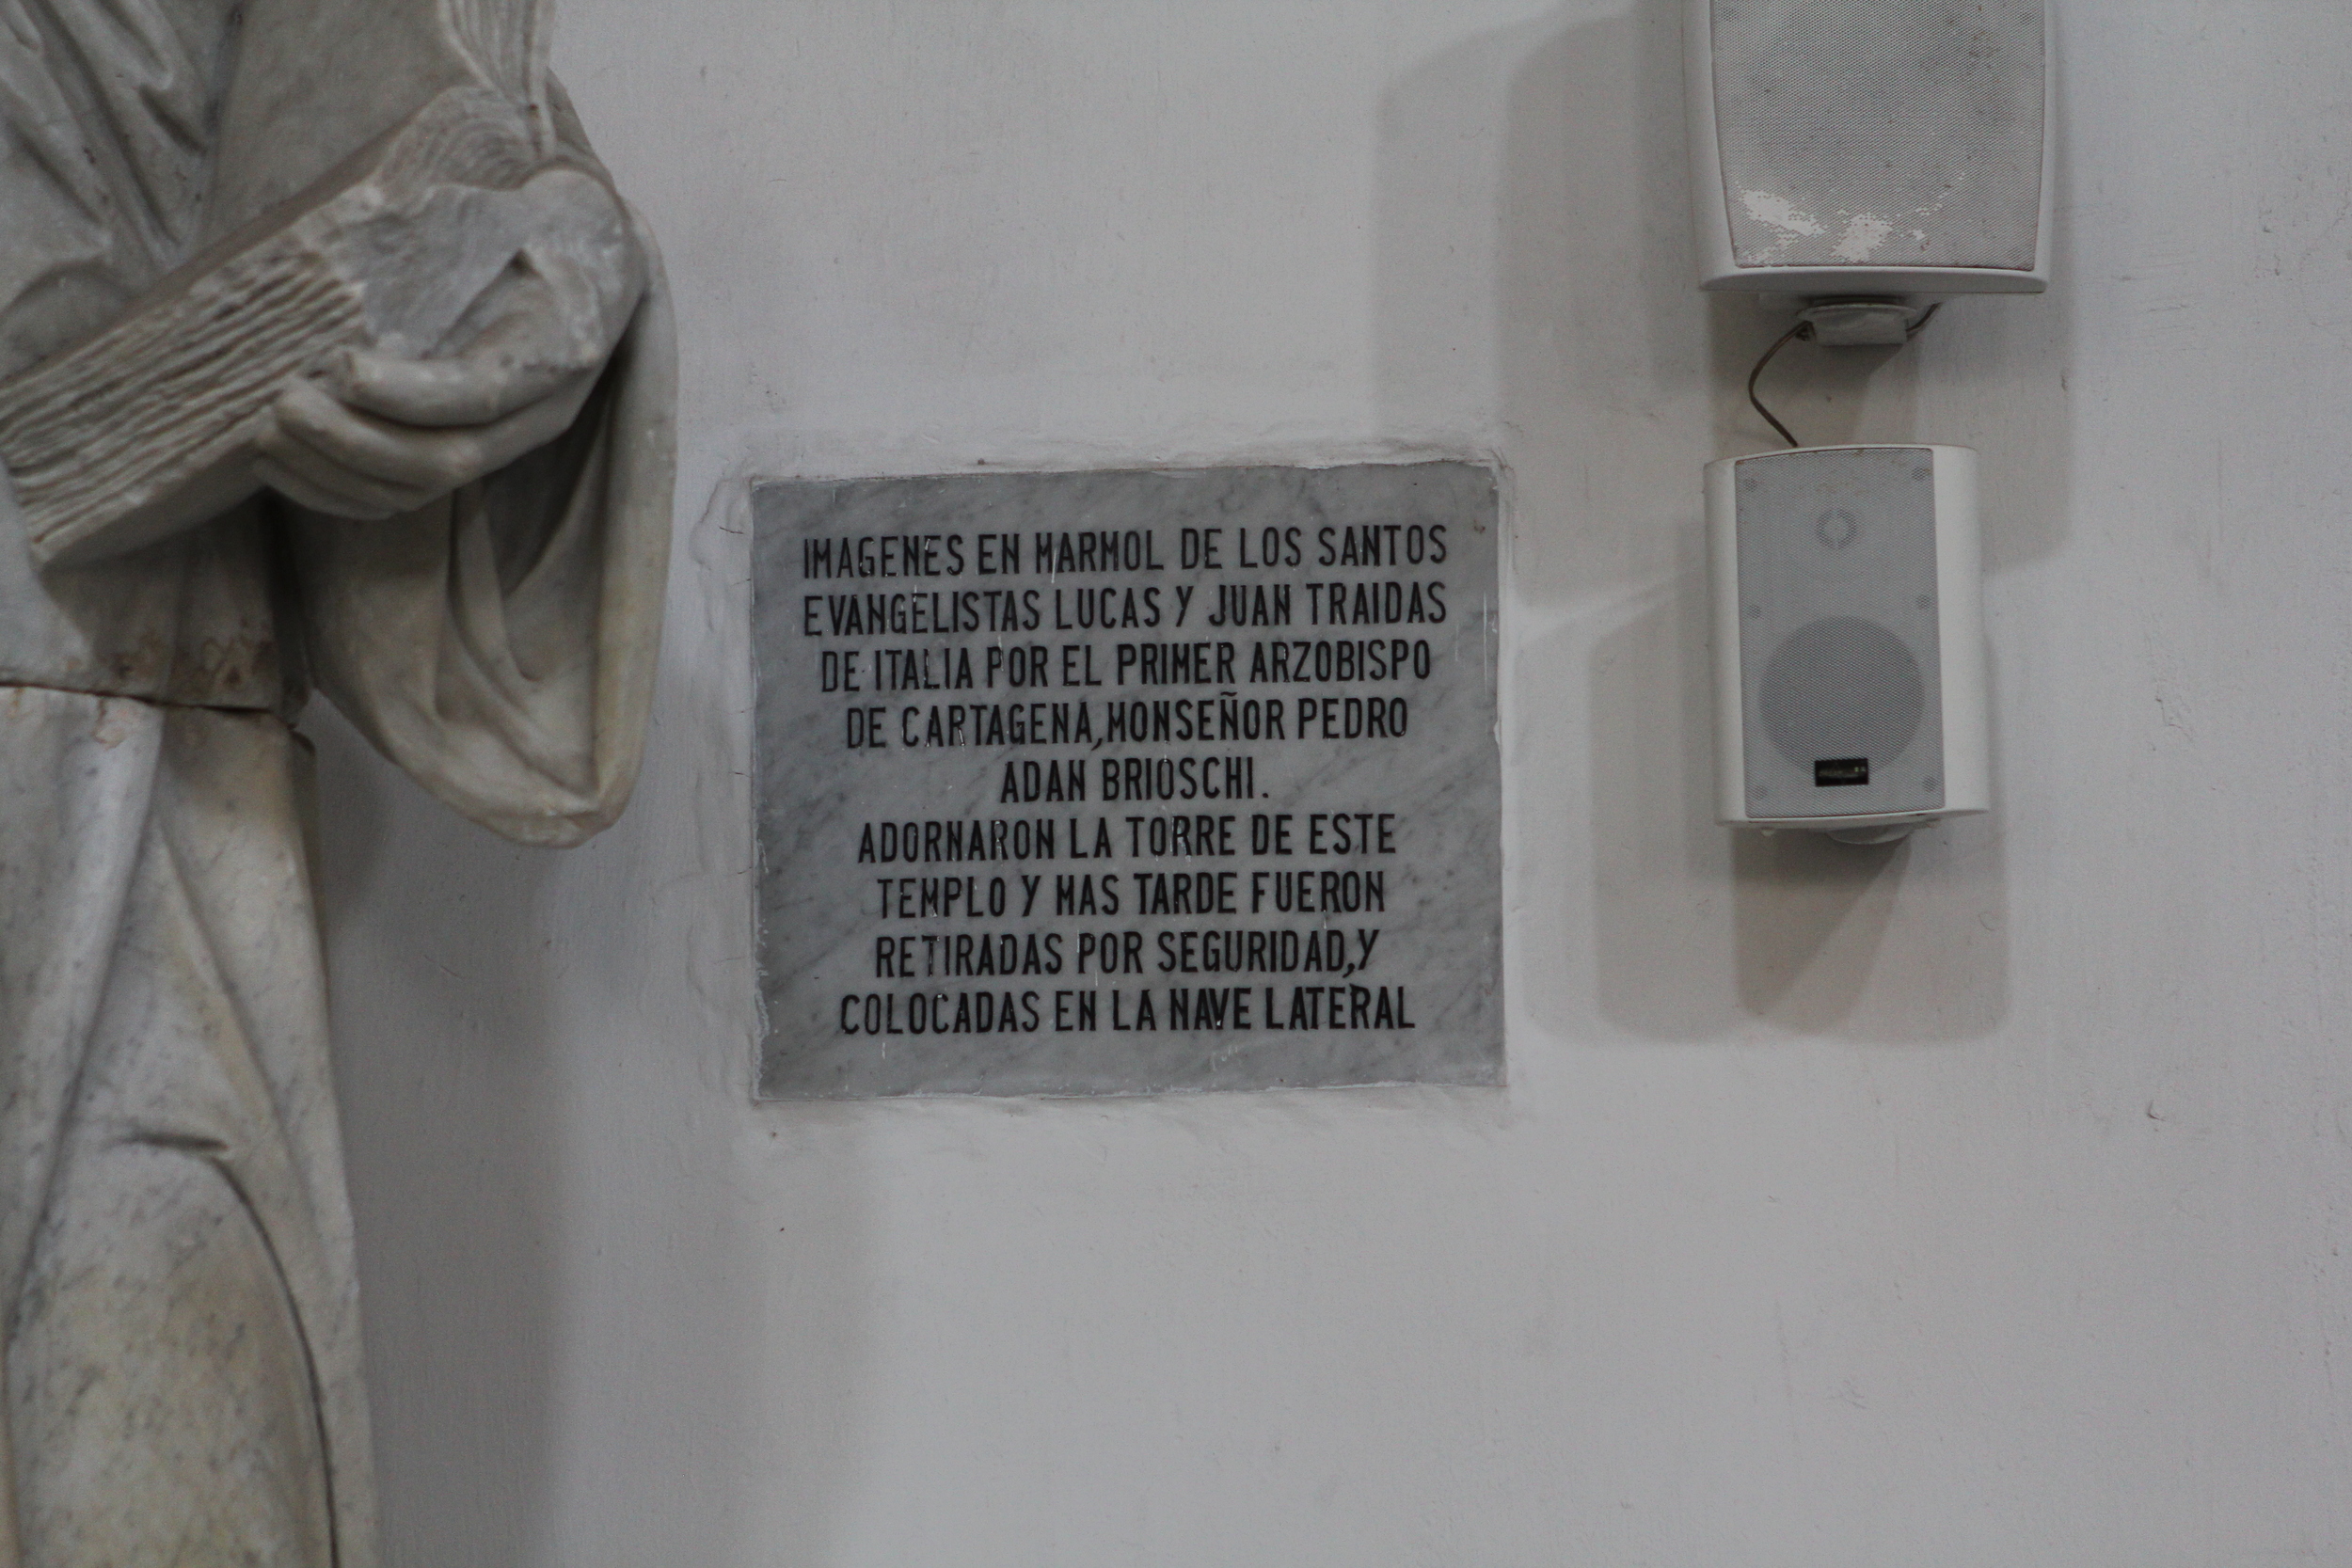 IMAGENES EN MARMOL DE LOS SANTOS
EVANGELISTAS LUCAS Y JUAN TRAIDAS
DE ITALIA POR EL PRIMER ARZOBISPO
DE CARTAGENA, MONSEÑOR PEDRO
ADAN BRIOSCHI.
ADORNARON LA TORRE DE ESTE
TEMPLO Y MAS TARDE FUERON
RETIRADAS POR SEGURIDAD, Y
COLOCADAS EN LA NAVE LATERAL